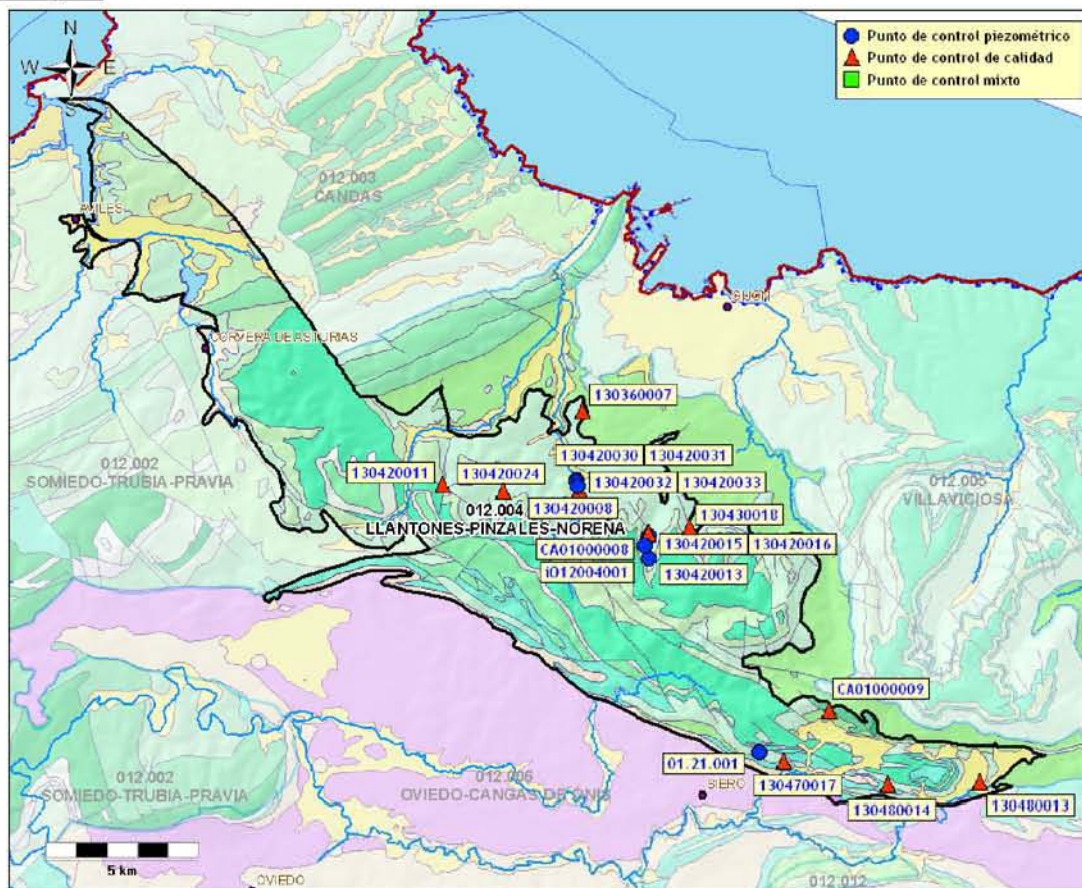 N
W E
S
Punto de control piezométrico
Punto de control de calidad
Punto de control mixto
012.003
CANDAS
AVILES
GIJON
CORVERA DE ASTURIAS
130360007
012.002
SOMIEDO-TRUBIA-PRAVIA
130420030
130420031
130420011
130420024
130420032
130420033
012.005
VILLAVICIOSA
012.004
130420008
130430018
LLANTONES-PINZALES-NORENA
CA01000008
130420015
130420016
iO12004001
130420013
CA01000009
012.002
SOMIEDO-TRUBIA-PRAVIA
012.006
OVIEDO-CANGAS DE ONIS
01.21.001
SIERO
130470017
130480014
130480013
5 km
OVIEDO
012.012